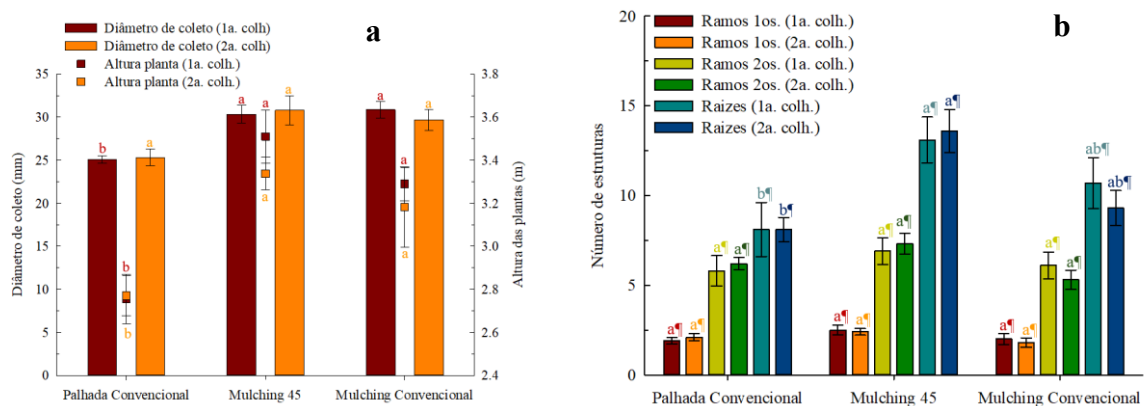 a
Diâmetro de coleto (1a. colh)
Diâmetro de coleto (2a. colh)
Altura planta (1a. colh.)
Altura planta (2a. colh.)
Diâmetro de coleto (mm)
35
30
25
20
15
10
5
0
b
a
a
a
a
a
b
b
a
a
a
a
3.8
3.6
3.4
3.2
3.0
2.8
2.6
2.4
Altura das plantas (m)
Palhada Convencional
Mulching 45
Mulching Convencional
b
Ramos 1os. (1a. colh.)
Ramos 1os. (2a. colh.)
Ramos 2os. (1a. colh.)
Ramos 2os. (2a. colh.)
Raizes (1a. colh.)
Raizes (2a. colh.)
Número de estruturas
20
15
10
5
0
a¶
a¶
a¶
a¶
b¶
b¶
a¶
a¶
a¶
a¶
a¶
a¶
a¶
a¶
a¶
a¶
ab¶
ab¶
Palhada Convencional
Mulching 45
Mulching Convencional